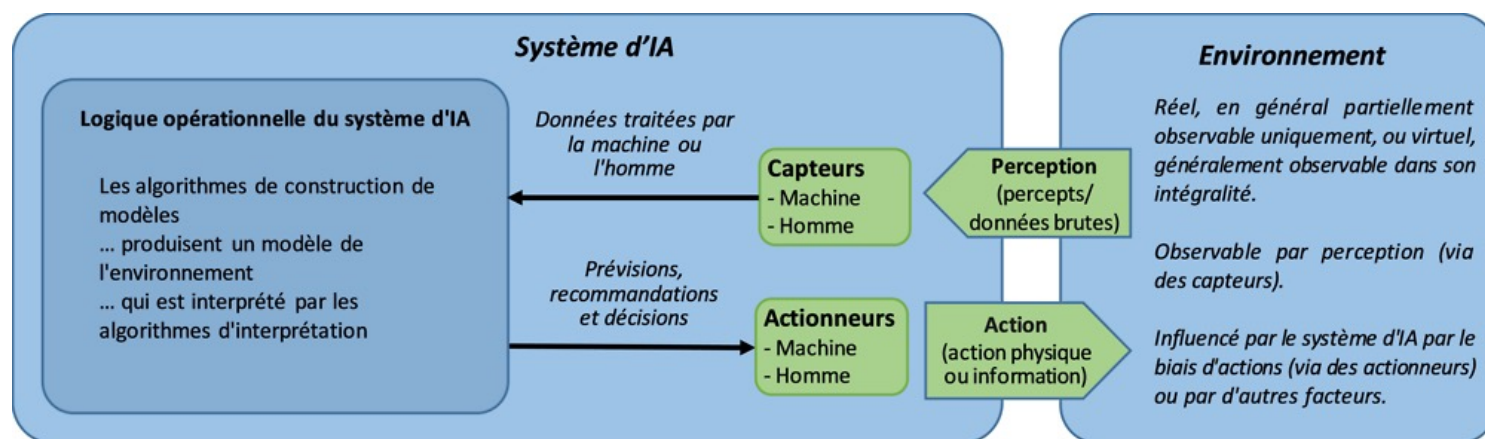 Système d'IA
Logique opérationnelle du système d'IA
Les algorithmes de construction de
modèles
... produisent un modèle de
l'environnement
... qui est interprété par les
algorithmes d'interprétation
Données traitées par
la machine ou
l'homme
Prévisions,
recommandations
et décisions
Capteurs
- Machine
- Homme
Actionneurs
- Machine
- Homme
Perception
(percepts/
données brutes)
Action
(action physique
ou information)
Environnement
Réel, en général partiellement
observable uniquement, ou virtuel,
généralement observable dans son
intégralité.
Observable par perception (via
des capteurs).
Influencé par le système d'IA par le
biais d'actions (via des actionneurs)
ou par d'autres facteurs.